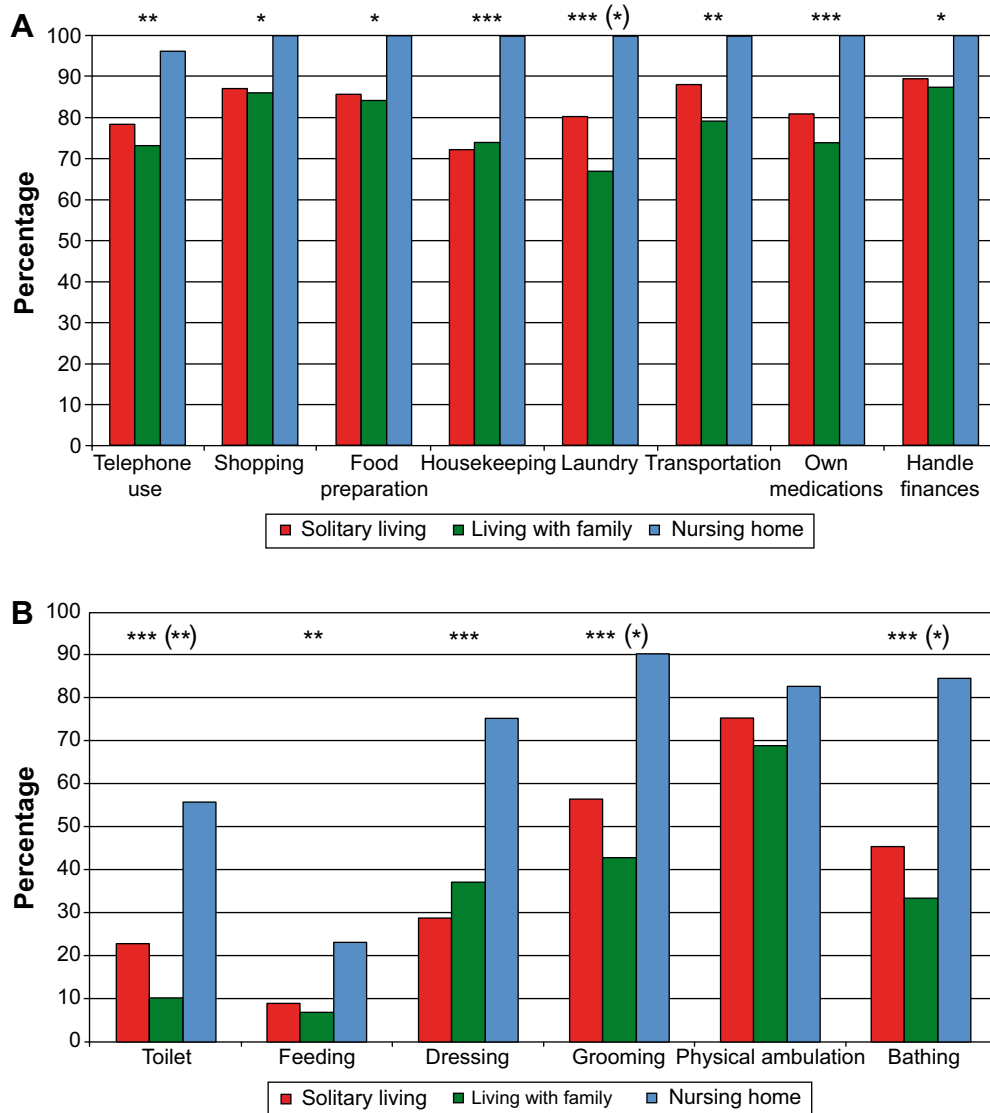 A
** * * *** *** (*) ** *** *
Percentage
100
90
80
70
60
50
40
30
20
10
0
Telephone use
Shopping
Food preparation
Housekeeping
Laundry
Transportation
Own medications
Handle finances
Solitary living Living with family Nursing home
B
*** (**) ** *** *** (*) *** (*)
Percentage
100
90
80
70
60
50
40
30
20
10
0
Toilet Feeding Dressing Grooming Physical ambulation Bathing
Solitary living Living with family Nursing home